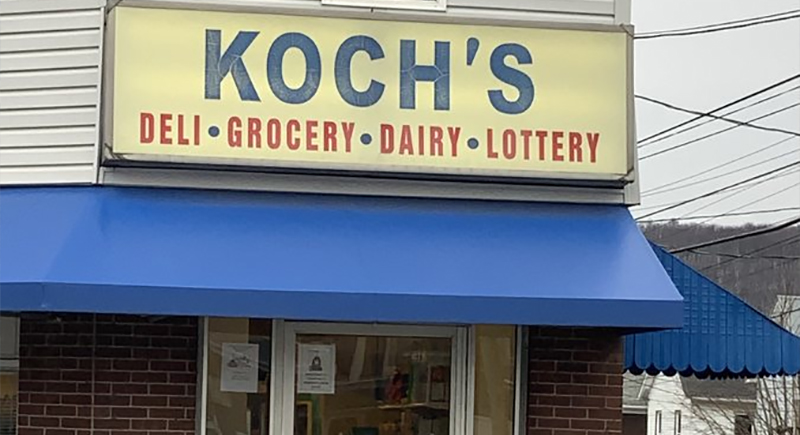 KOCH'S
DELI • GROCERY • DAIRY • LOTTERY